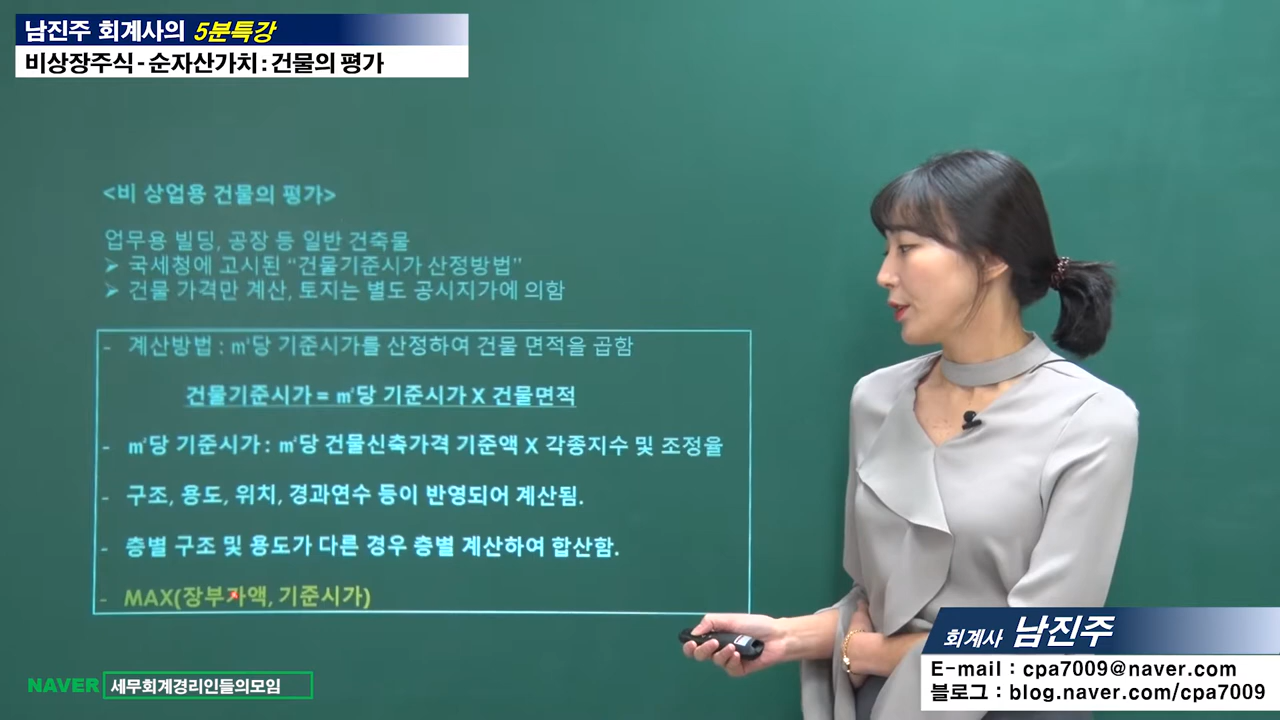 남진주 회계사의 5분특강
비상장주식 - 순자산가치 : 건물의 평가
<비 상업용 건물의 평가>
업무용 빌딩, 공장 등 일반 건축물
➢ 국세청에 고시된 “건물기준시가 산정방법”
➢ 건물 가격만 계산, 토지는 별도 공시지가에 의함
- 계산방법 : ㎡당 기준시가를 산정하여 건물 면적을 곱함
건물기준시가 = ㎡당 기준시가 X 건물면적
- ㎡당 기준시가 : ㎡당 건물신축가격 기준액 X 각종지수 및 조정율
- 구조, 용도, 위치, 경과연수 등이 반영되어 계산됨.
- 층별 구조 및 용도가 다른 경우 층별 계산하여 합산함.
- MAX(장부가액, 기준시가)
회계사 남진주
E-mail : cpa7009@naver.com
블로그 : blog.naver.com/cpa7009
NAVER 세무회계경리인들의모임